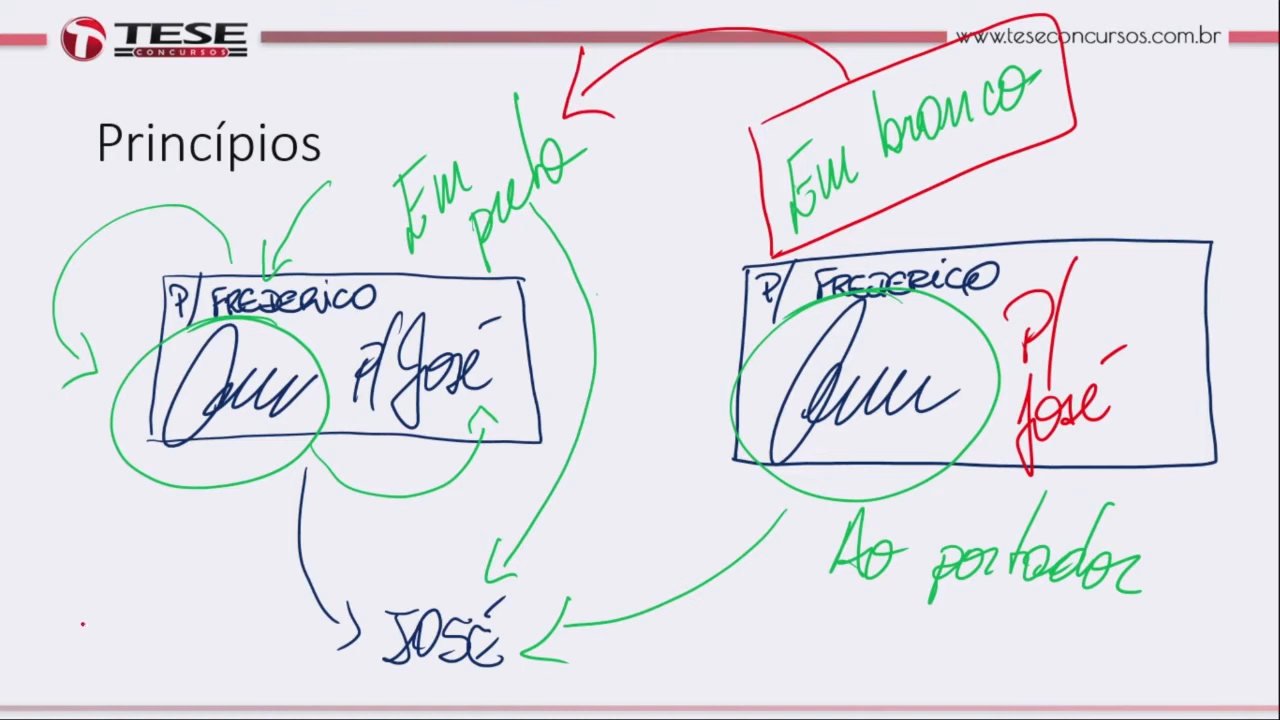 TESE
CONCURSOS
www.teseconcursos.com.br
Princípios
Em preto
Em branco
P/ FREDERICO
P/ José
P/ FREDERICO
P/ José
Ao portador
JOSÉ